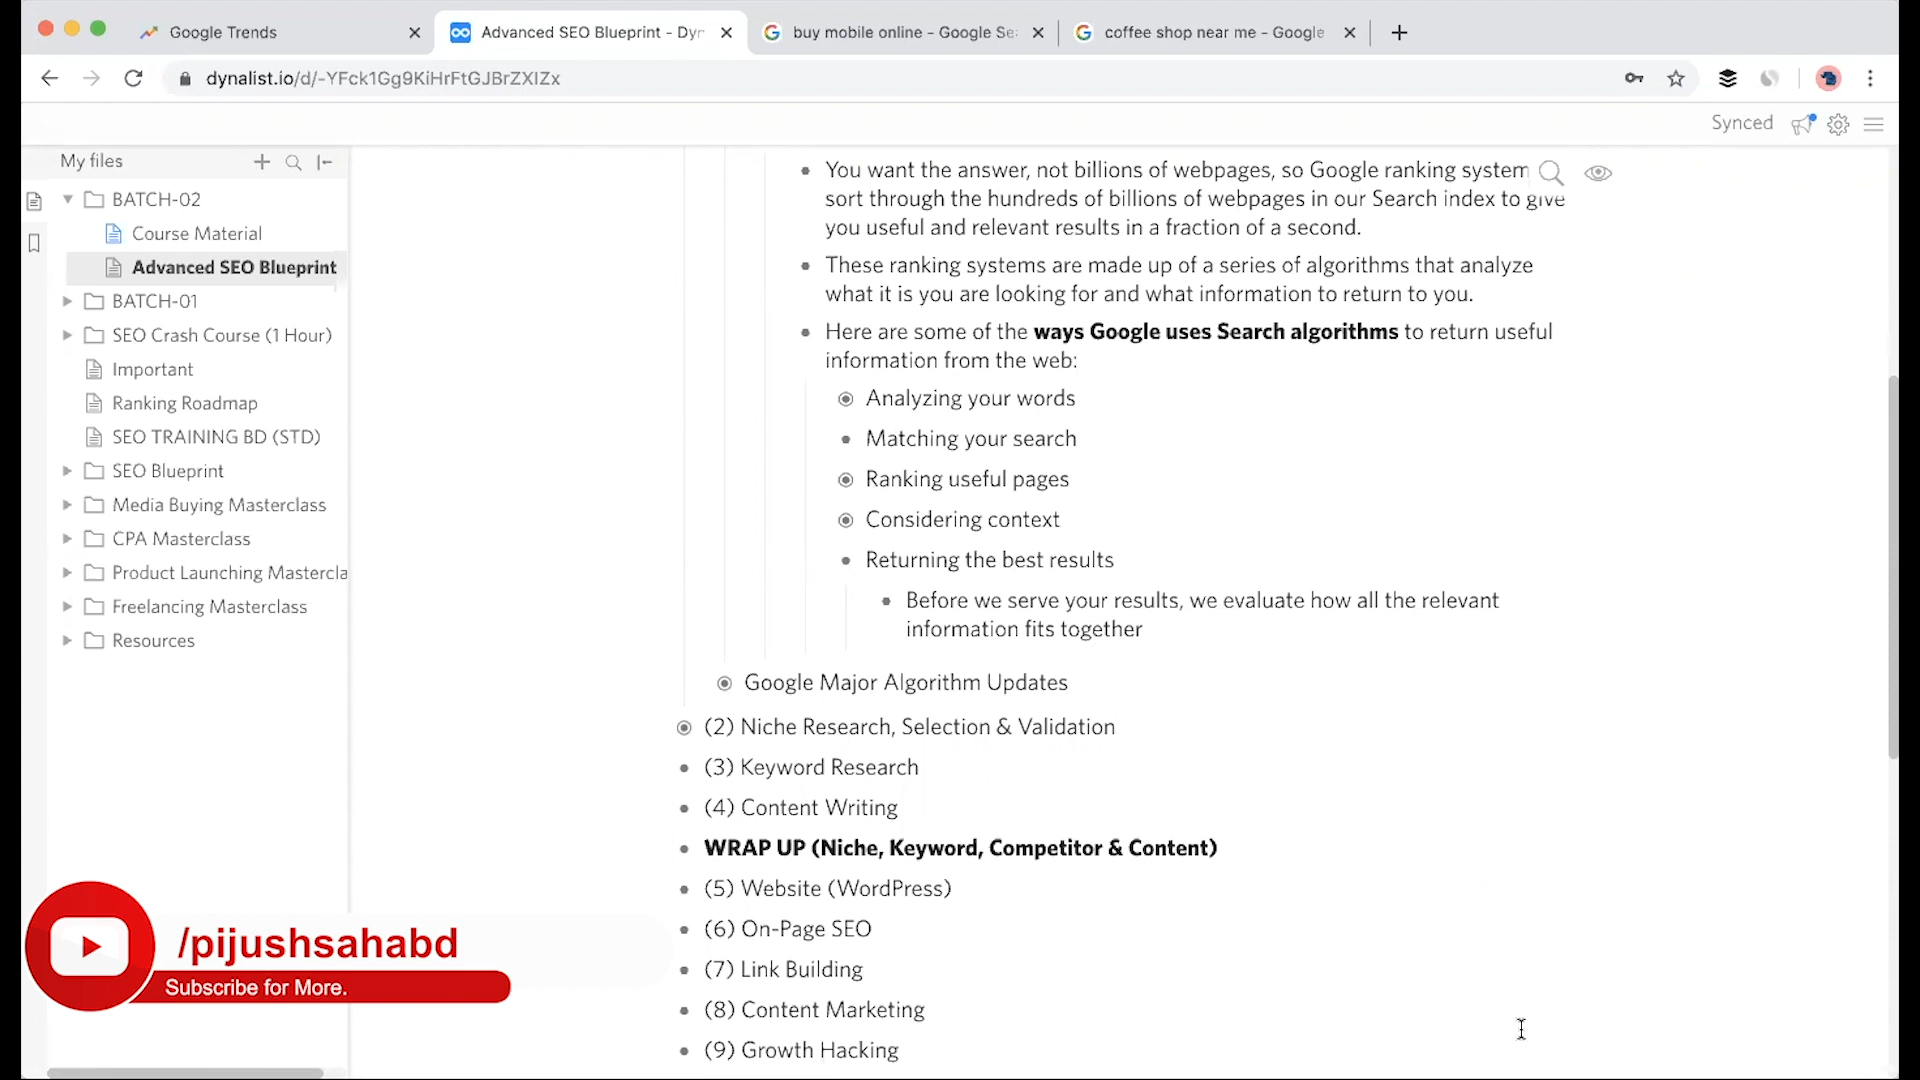 Google Trends
Advanced SEO Blueprint - Dyn
buy mobile online - Google Se
coffee shop near me - Google
dynalist.io/d/-YFck1Gg9KiHrFtGJBrZXIZx
Synced
My files
BATCH-02
Course Material
Advanced SEO Blueprint
BATCH-01
SEO Crash Course (1 Hour)
Important
Ranking Roadmap
SEO TRAINING BD (STD)
SEO Blueprint
Media Buying Masterclass
CPA Masterclass
Product Launching Mastercla
Freelancing Masterclass
Resources
You want the answer, not billions of webpages, so Google ranking system
sort through the hundreds of billions of webpages in our Search index to give
you useful and relevant results in a fraction of a second.
These ranking systems are made up of a series of algorithms that analyze
what it is you are looking for and what information to return to you.
Here are some of the ways Google uses Search algorithms to return useful
information from the web:
Analyzing your words
Matching your search
Ranking useful pages
Considering context
Returning the best results
Before we serve your results, we evaluate how all the relevant
information fits together
Google Major Algorithm Updates
(2) Niche Research, Selection & Validation
(3) Keyword Research
(4) Content Writing
WRAP UP (Niche, Keyword, Competitor & Content)
(5) Website (WordPress)
(6) On-Page SEO
(7) Link Building
(8) Content Marketing
(9) Growth Hacking
/pijushsahabd
Subscribe for More.